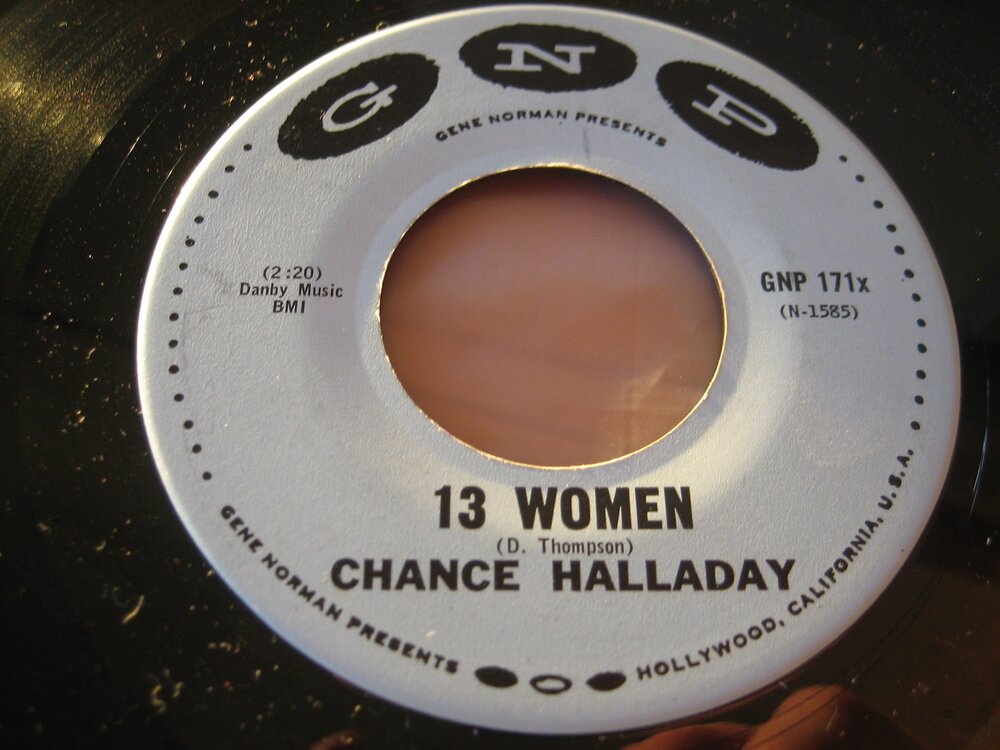 G N P
GENE NORMAN PRESENTS
(2:20)
Danby Music
BMI
GNP 171x
(N-1585)
13 WOMEN
(D. Thompson)
CHANCE HALLADAY
GENE NORMAN PRESENTS
HOLLYWOOD, CALIFORNIA, U.S.A.